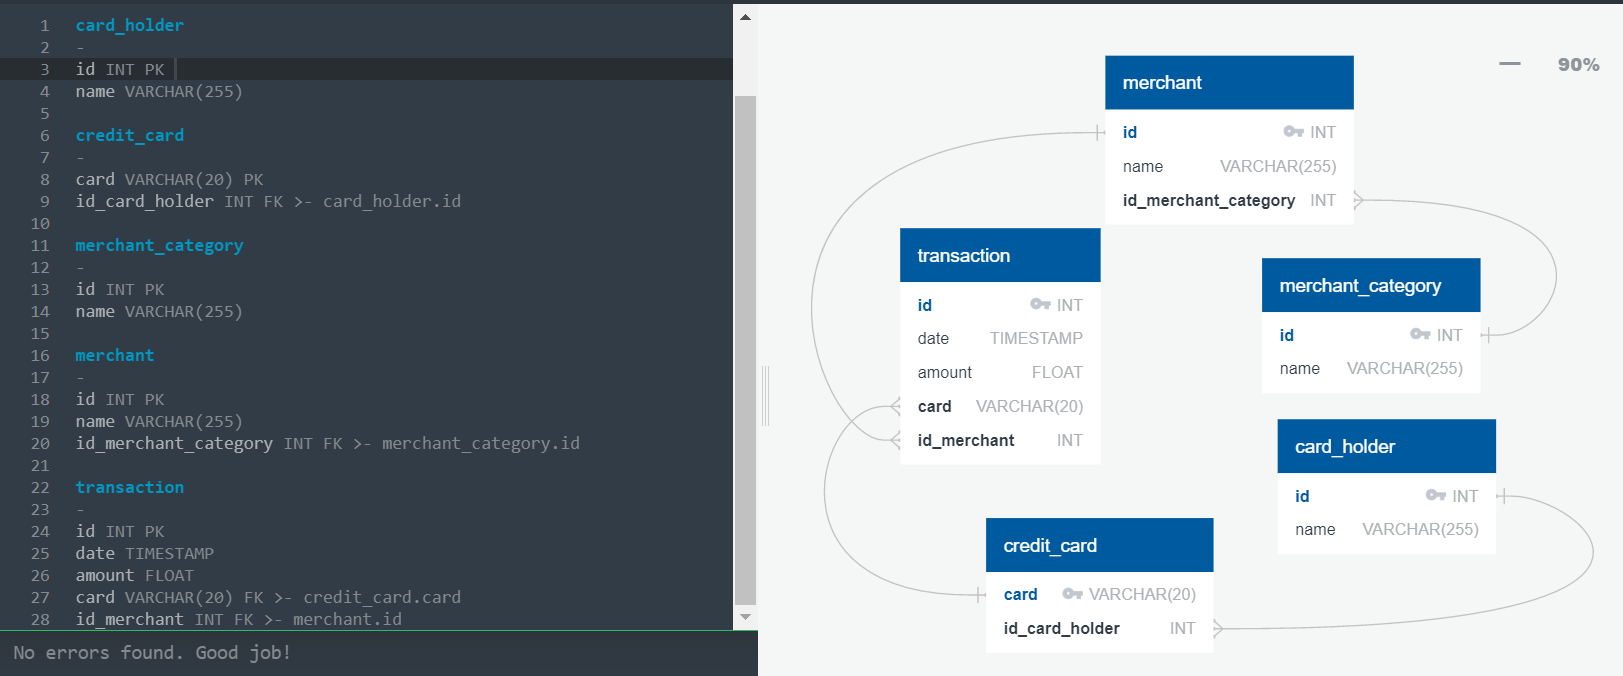 1 card_holder
2 -
3 id INT PK
4 name VARCHAR(255)
5
6 credit_card
7 -
8 card VARCHAR(20) PK
9 id_card_holder INT FK >- card_holder.id
10
11 merchant_category
12 -
13 id INT PK
14 name VARCHAR(255)
15
16 merchant
17 -
18 id INT PK
19 name VARCHAR(255)
20 id_merchant_category INT FK >- merchant_category.id
21
22 transaction
23 -
24 id INT PK
25 date TIMESTAMP
26 amount FLOAT
27 card VARCHAR(20) FK >- credit_card.card
28 id_merchant INT FK >- merchant.id
No errors found. Good job!
90%
merchant
id INT
name VARCHAR(255)
id_merchant_category INT
transaction
id INT
date TIMESTAMP
amount FLOAT
card VARCHAR(20)
id_merchant INT
merchant_category
id INT
name VARCHAR(255)
card_holder
id INT
name VARCHAR(255)
credit_card
card VARCHAR(20)
id_card_holder INT